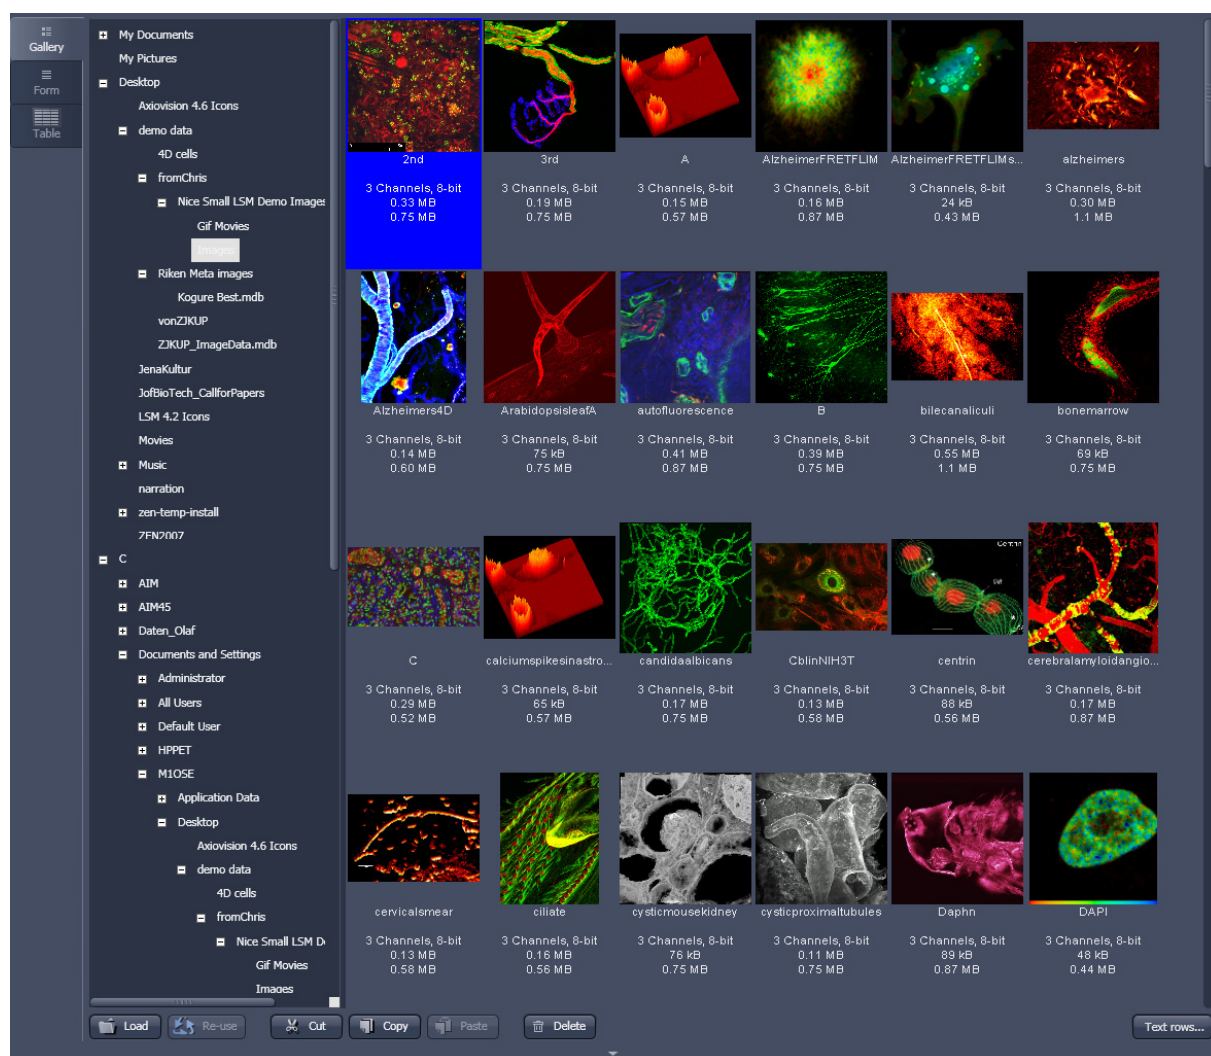 Gallery
Form
Table
My Documents
My Pictures
Desktop
Axiovision 4.6 Icons
demo data
4D cells
fromChris
Nice Small LSM Demo Images
Gif Movies
Images
Riken Meta images
Kogure Best.mdb
vonZJKUP
ZJKUP_ImageData.mdb
JenaKultur
JofBioTech_CallforPapers
LSM 4.2 Icons
Movies
Music
narration
zen-temp-install
ZEN2007
C
AIM
AIM45
Daten_Olaf
Documents and Settings
Administrator
All Users
Default User
HPPET
M1OSE
Application Data
Desktop
Axiovision 4.6 Icons
demo data
4D cells
fromChris
Nice Small LSM D
Gif Movies
Images
2nd 3rd A AlzheimerFRETFLIM AlzheimerFRETFLIMs... alzheimers
3 Channels, 8-bit 3 Channels, 8-bit 3 Channels, 8-bit 3 Channels, 8-bit 3 Channels, 8-bit 3 Channels, 8-bit
0.33 MB 0.19 MB 0.15 MB 0.16 MB 24 kB 0.30 MB
0.75 MB 0.75 MB 0.57 MB 0.87 MB 0.43 MB 1.1 MB
Alzheimers4D ArabidopsisleafA autofluorescence B bilecanaliculi bonemarrow
3 Channels, 8-bit 3 Channels, 8-bit 3 Channels, 8-bit 3 Channels, 8-bit 3 Channels, 8-bit 3 Channels, 8-bit
0.14 MB 75 kB 0.41 MB 0.39 MB 0.55 MB 69 kB
0.60 MB 0.75 MB 0.87 MB 0.75 MB 1.1 MB 0.75 MB
Centrin
C calciumspikesinastro... candidaalbicans CblinNIH3T centrin cerebralamyloidangio...
3 Channels, 8-bit 3 Channels, 8-bit 3 Channels, 8-bit 3 Channels, 8-bit 3 Channels, 8-bit 3 Channels, 8-bit
0.29 MB 65 kB 0.17 MB 0.13 MB 88 kB 0.17 MB
0.52 MB 0.57 MB 0.75 MB 0.58 MB 0.56 MB 0.87 MB
cervicalsmear ciliate cysticmousekidney cysticproximaltubules Daphn DAPI
3 Channels, 8-bit 3 Channels, 8-bit 3 Channels, 8-bit 3 Channels, 8-bit 3 Channels, 8-bit 3 Channels, 8-bit
0.13 MB 0.16 MB 76 kB 0.11 MB 89 kB 48 kB
0.58 MB 0.56 MB 0.75 MB 0.75 MB 0.87 MB 0.44 MB
Load Re-use Cut Copy Paste Delete Text rows...